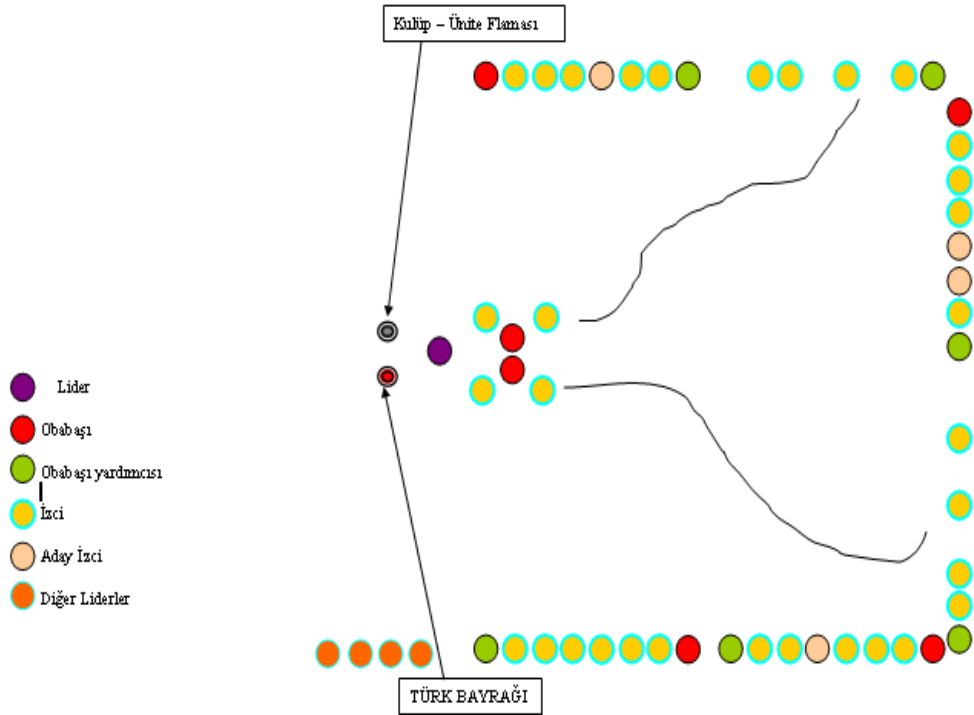 Kulüp – Ünite Flaması
Lider
Obabaşı
Obabaşı yardımcısı
İzci
Aday İzci
Diğer Liderler
TÜRK BAYRAĞI